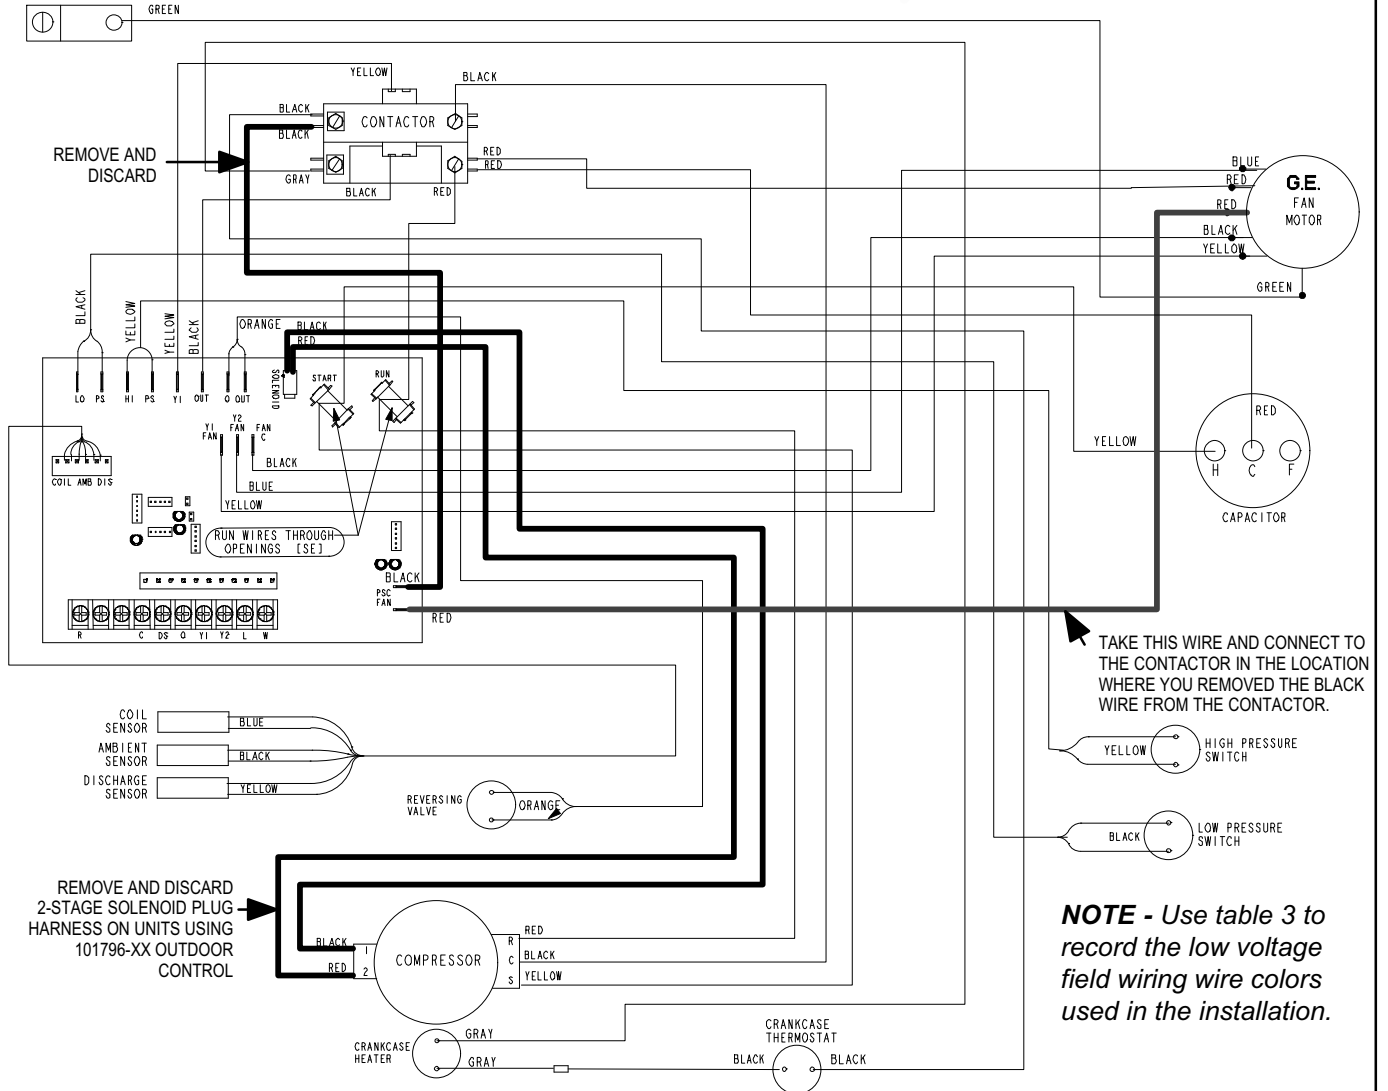 GREEN
YELLOW
BLACK
BLACK
CONTACTOR
BLACK
REMOVE AND
DISCARD
RED
RED
GRAY
BLACK
RED
BLUE
RED
G.E.
FAN
MOTOR
RED
BLACK
YELLOW
GREEN
BLACK
YELLOW
YELLOW
BLACK
ORANGE
BLACK
RED
SOLENOID
START
RUN
LO PS HI PS Y1 OUT O OUT
Y1
FAN
Y2
FAN
FAN
C
RED
YELLOW
H C F
CAPACITOR
BLACK
COIL AMB DIS
BLUE
YELLOW
RUN WIRES THROUGH
OPENINGS [SE]
BLACK
PSC
FAN
RED
R C DS O Y1 Y2 L W
TAKE THIS WIRE AND CONNECT TO
THE CONTACTOR IN THE LOCATION
WHERE YOU REMOVED THE BLACK
WIRE FROM THE CONTACTOR.
COIL
SENSOR
BLUE
AMBIENT
SENSOR
BLACK
DISCHARGE
SENSOR
YELLOW
YELLOW
HIGH PRESSURE
SWITCH
REVERSING
VALVE
ORANGE
BLACK
LOW PRESSURE
SWITCH
REMOVE AND DISCARD
2-STAGE SOLENOID PLUG
HARNESS ON UNITS USING
101796-XX OUTDOOR
CONTROL
BLACK 1
RED 2
COMPRESSOR
R RED
C BLACK
S YELLOW
NOTE - Use table 3 to
record the low voltage
field wiring wire colors
used in the installation.
CRANKCASE
HEATER
GRAY
GRAY
CRANKCASE
THERMOSTAT
BLACK
BLACK